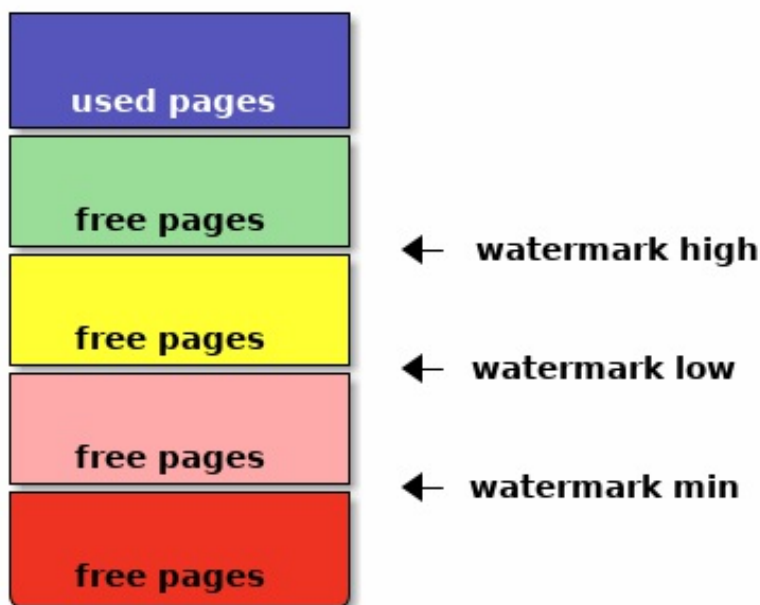 used pages
free pages
watermark high
free pages
watermark low
free pages
watermark min
free pages